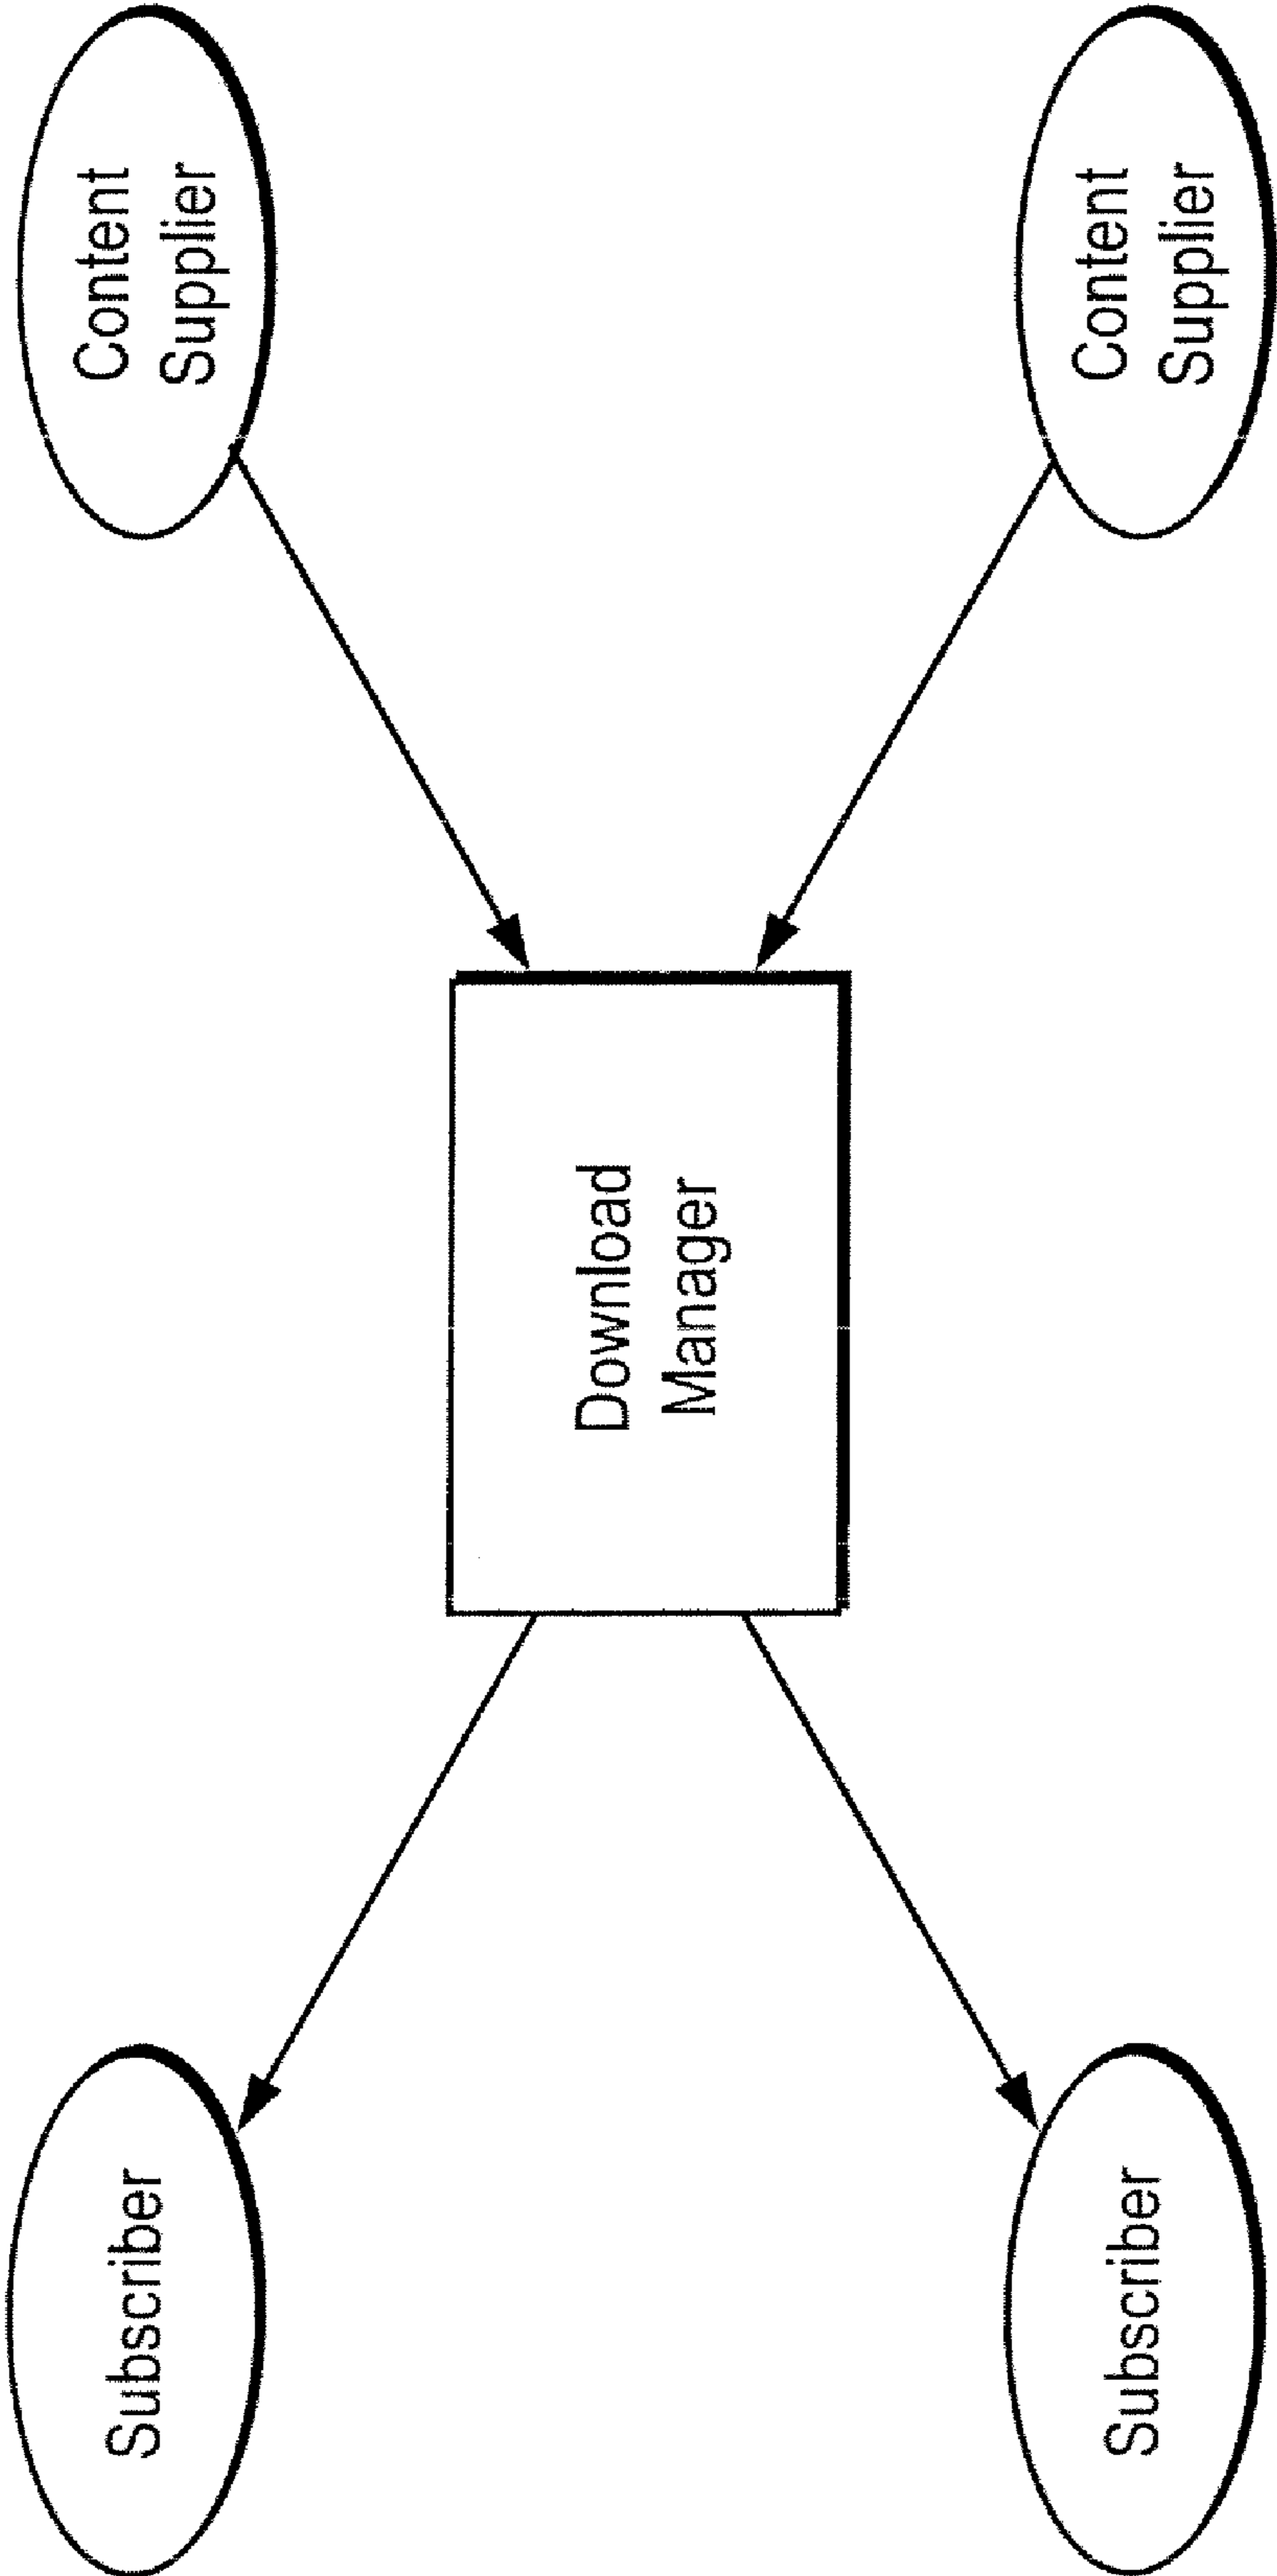 Subscriber
Content
Supplier
Download
Manager
Subscriber
Content
Supplier